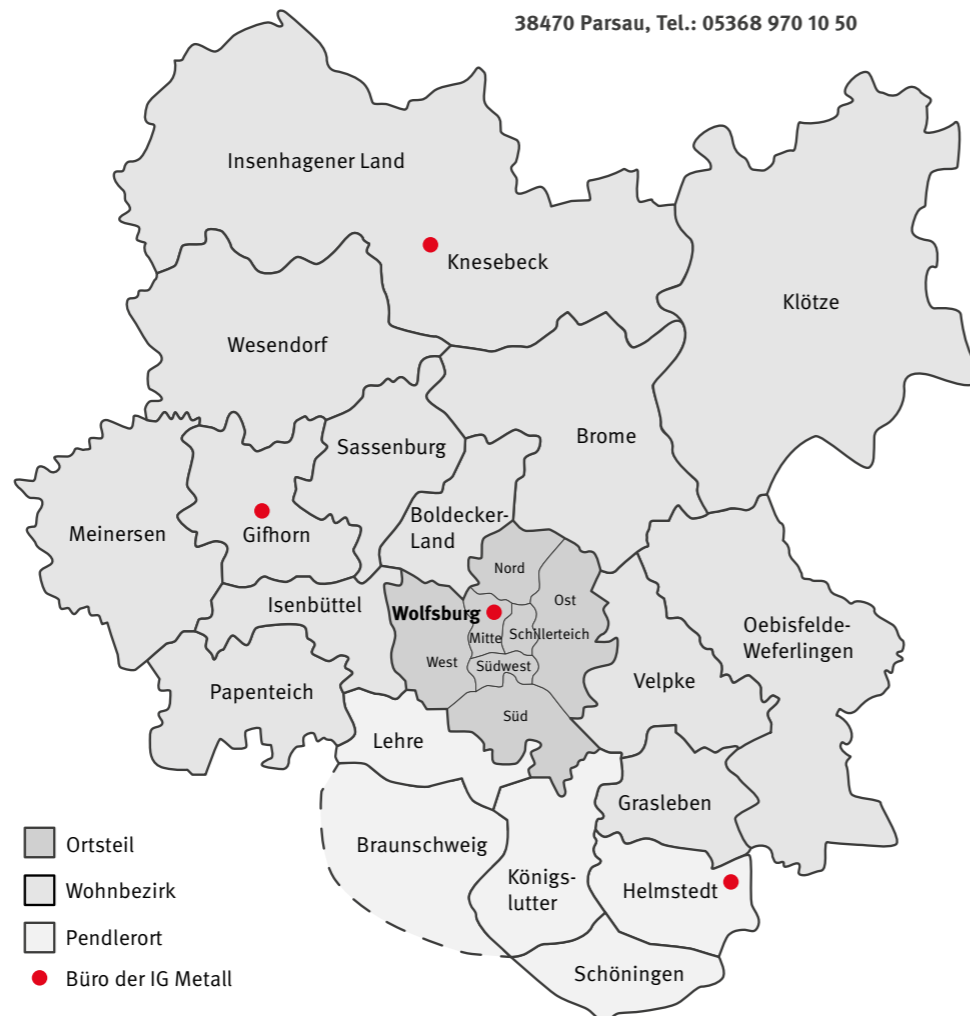 38470 Parsau, Tel.: 05368 970 10 50
Insenhagener Land
Knesebeck
Klötze
Wesendorf
Brome
Sassenburg
Boldecker-
Land
Meinersen
Gifhorn
Nord
Isenbüttel
Ost
Wolfsburg
Mitte
Schillerteich
Oebisfelde-
Weferlingen
West
Südwest
Velpke
Papenteich
Süd
Lehre
Grasleben
Braunschweig
Königs-
lutter
Helmstedt
Schöningen
Ortsteil
Wohnbezirk
Pendlerort
Büro der IG Metall